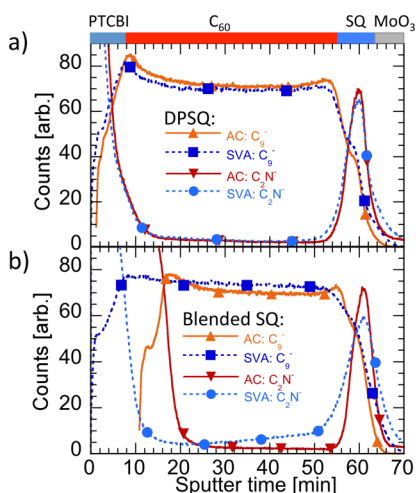 PTCBI C₆₀ SQ MoO₃
a)
80
60
40
20
0
Counts [arb.]
DPSQ:
AC: C₉⁻
SVA: C₉⁻
AC: C₂N⁻
SVA: C₂N⁻
b)
80
60
40
20
0
Counts [arb.]
Blended SQ:
AC: C₉⁻
SVA: C₉⁻
AC: C₂N⁻
SVA: C₂N⁻
0 10 20 30 40 50 60 70
Sputter time [min]